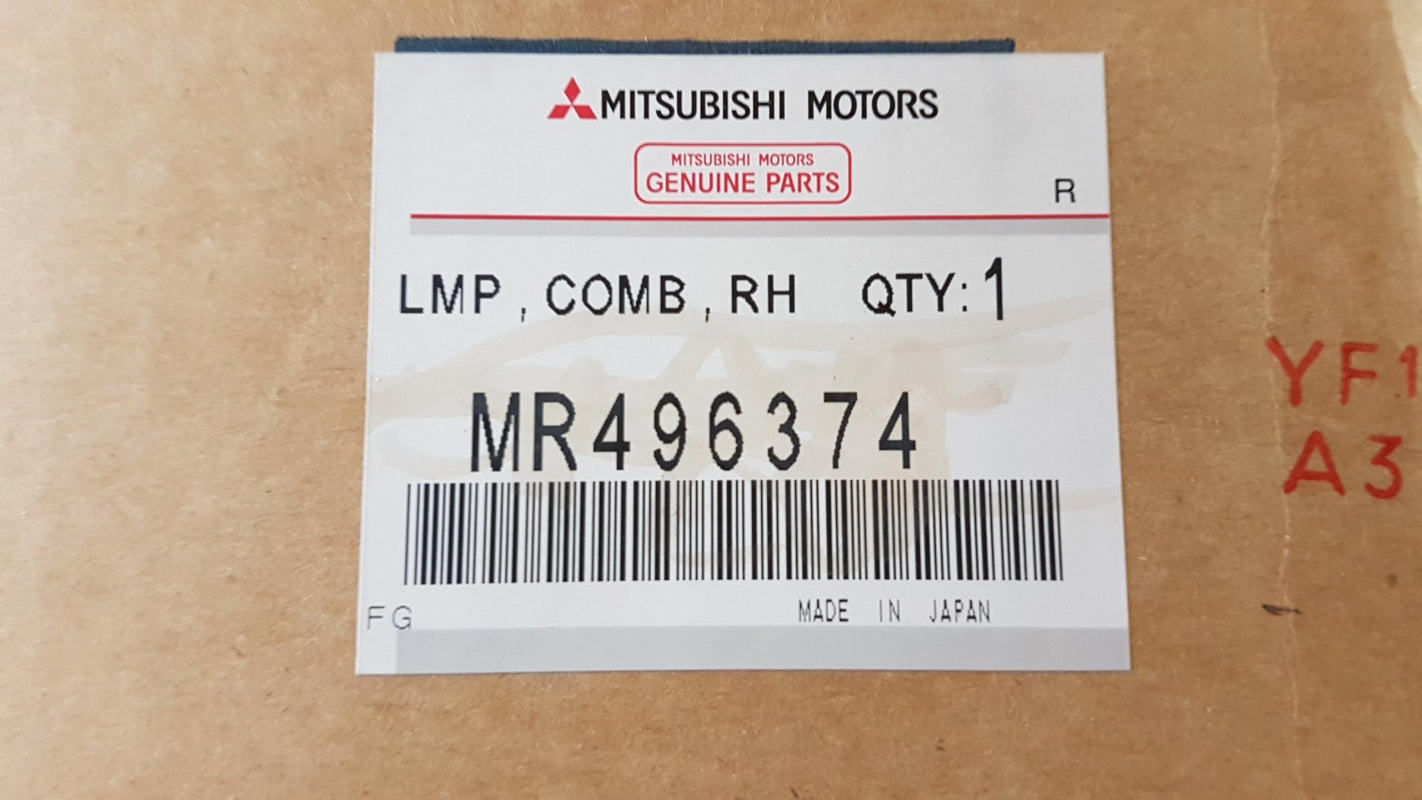 MITSUBISHI MOTORS
MITSUBISHI MOTORS
GENUINE PARTS
R
LMP, COMB, RH QTY: 1
MR496374
FG
MADE IN JAPAN
YF1
A3